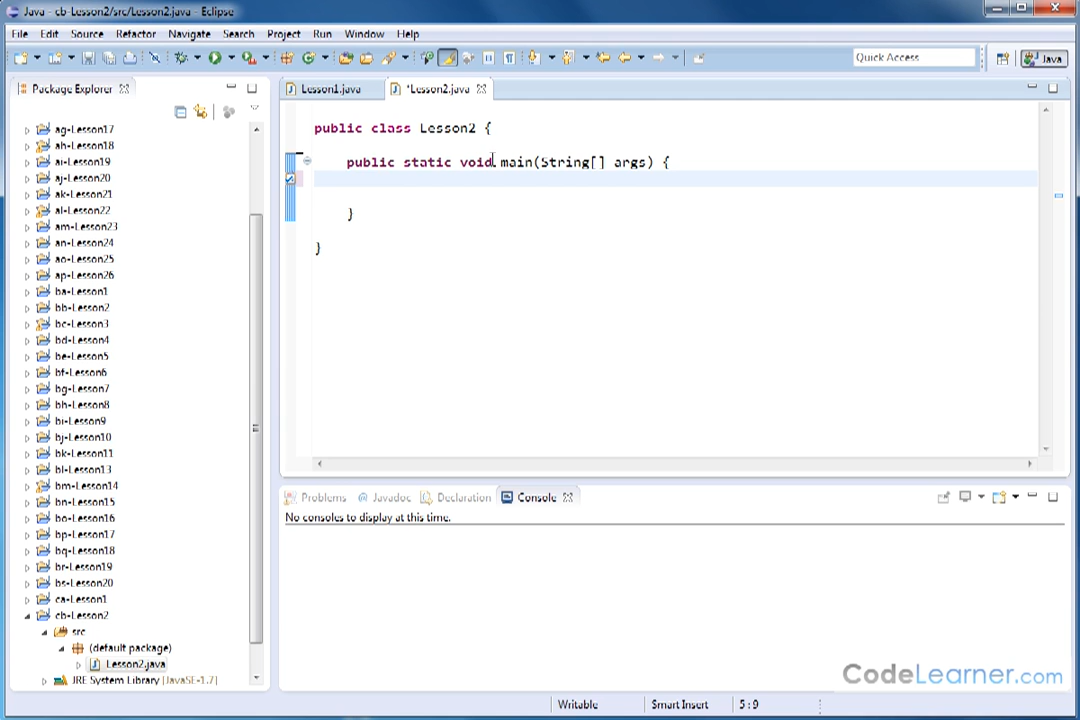 Java - cb-Lesson2/src/Lesson2.java - Eclipse
File Edit Source Refactor Navigate Search Project Run Window Help
Quick Access
Java
Package Explorer
Lesson1.java
*Lesson2.java
ag-Lesson17
ah-Lesson18
ai-Lesson19
aj-Lesson20
ak-Lesson21
al-Lesson22
am-Lesson23
an-Lesson24
ao-Lesson25
ap-Lesson26
ba-Lesson1
bb-Lesson2
bc-Lesson3
bd-Lesson4
be-Lesson5
bf-Lesson6
bg-Lesson7
bh-Lesson8
bi-Lesson9
bj-Lesson10
bk-Lesson11
bl-Lesson13
bm-Lesson14
bn-Lesson15
bo-Lesson16
bp-Lesson17
bq-Lesson18
br-Lesson19
bs-Lesson20
ca-Lesson1
cb-Lesson2
src
(default package)
Lesson2.java
JRE System Library [JavaSE-1.7]
public class Lesson2 {
public static void main(String[] args) {
}
}
Problems @ Javadoc Declaration Console
No consoles to display at this time.
CodeLearner.com
Writable Smart Insert 5:9